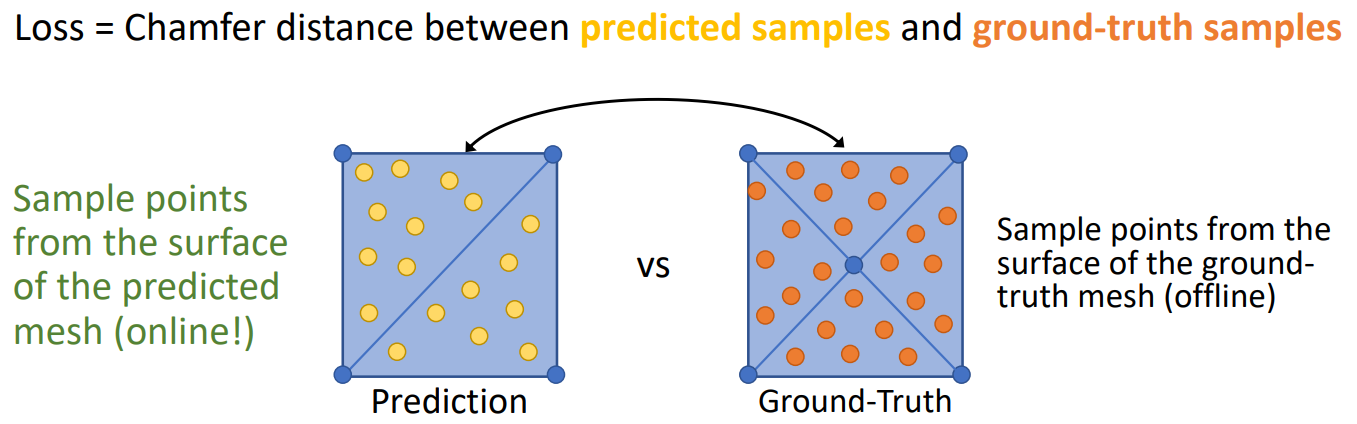 Loss = Chamfer distance between predicted samples and ground-truth samples
Sample points
from the surface
of the predicted
mesh (online!)
vs
Sample points from the
surface of the ground-
truth mesh (offline)
Prediction
Ground-Truth